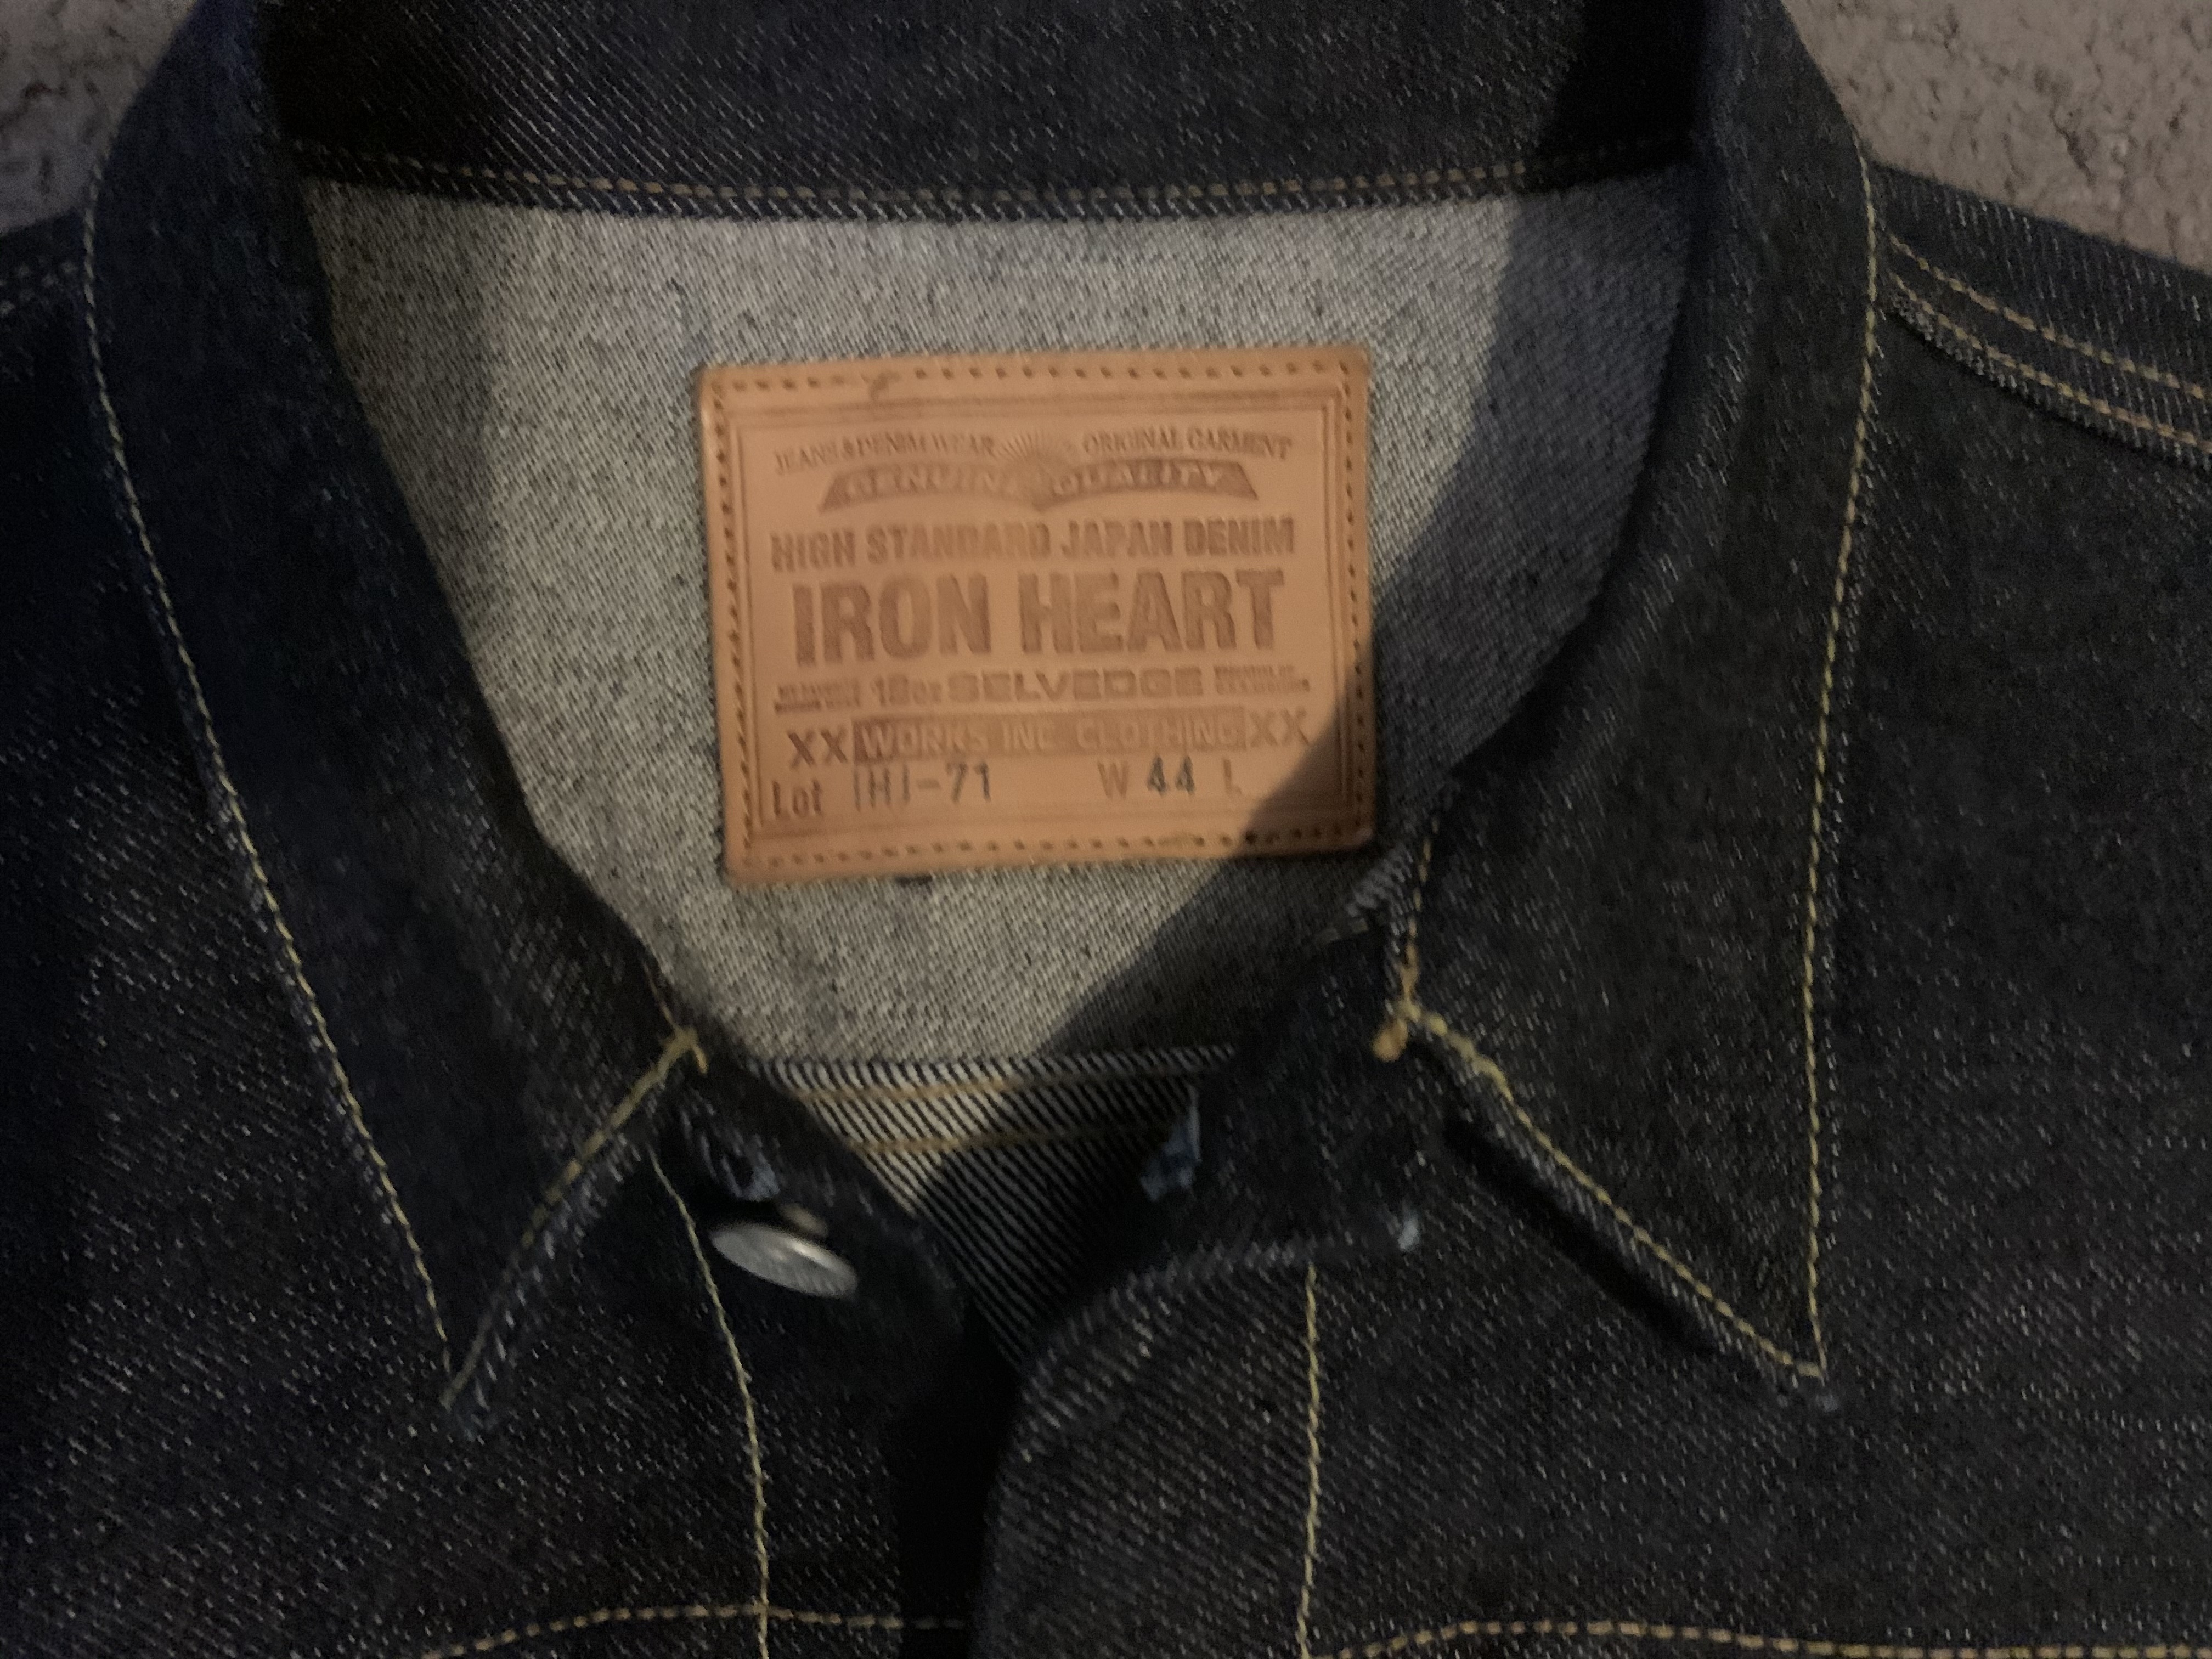 JEANS & DENIM WEAR ORIGINAL GARMENT
GENUINE QUALITY
HIGH STANDARD JAPAN DENIM
IRON HEART
18oz SELVEDGE
XX WORKS INC CLOTHING XX
Lot IHJ-71 W 44 L